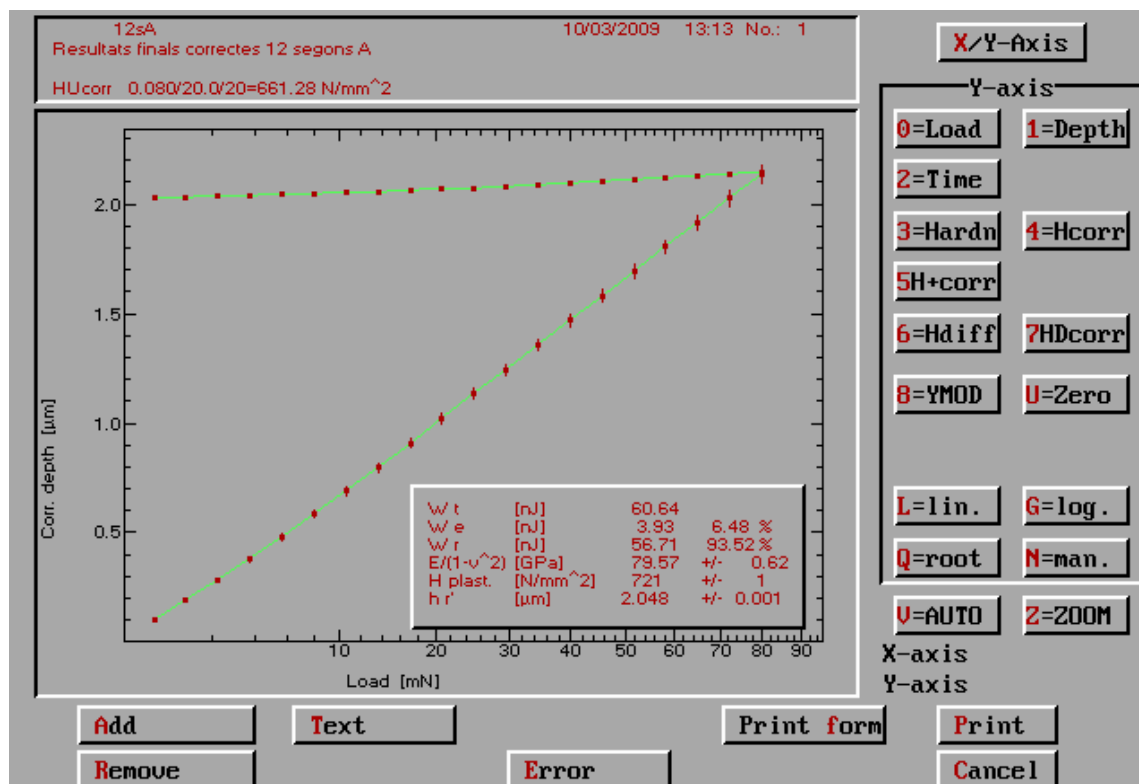 12sA 10/03/2009 13:13 No.: 1
Resultats finals correctes 12 segons A
HUcorr 0.080/20.0/20=661.28 N/mm^2
X/Y-Axis
Y-axis
0=Load 1=Depth
2=Time
3=Hardn 4=Hcorr
5H+corr
6=Hdiff 7HDcorr
8=YMOD U=Zero
L=lin. G=log.
Q=root N=man.
V=AUTO Z=ZOOM
X-axis
Y-axis
Corr. depth [µm]
2.0
1.5
1.0
0.5
W t [nJ] 60.64
W e [nJ] 3.93 6.48 %
W r [nJ] 56.71 93.52 %
E/(1-v^2) [GPa] 79.57 +/- 0.62
H plast. [N/mm^2] 721 +/- 1
h r' [µm] 2.048 +/- 0.001
10 20 30 40 50 60 70 80 90
Load [mN]
Add Text Print form Print
Remove Error Cancel